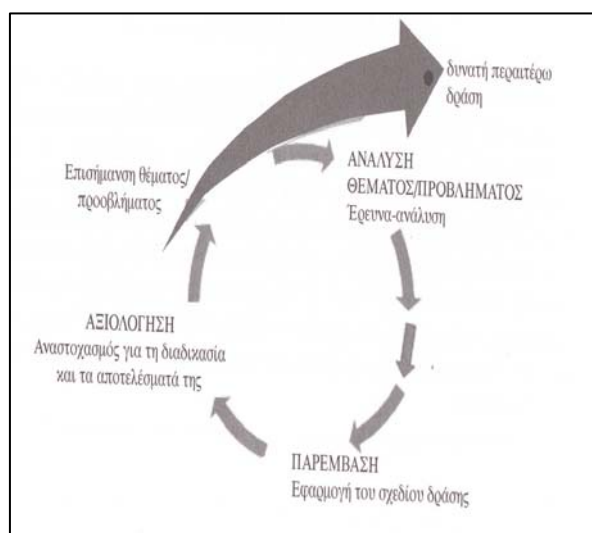 δυνατή περαιτέρω
δράση
Επισήμανση θέματος/
προοβλήματος
ΑΝΑΛΥΣΗ
ΘΕΜΑΤΟΣ/ΠΡΟΒΛΗΜΑΤΟΣ
Έρευνα-ανάλυση
ΑΞΙΟΛΟΓΗΣΗ
Αναστοχασμός για τη διαδικασία
και τα αποτελέσματά της
ΠΑΡΕΜΒΑΣΗ
Εφαρμογή του σχεδίου δράσης